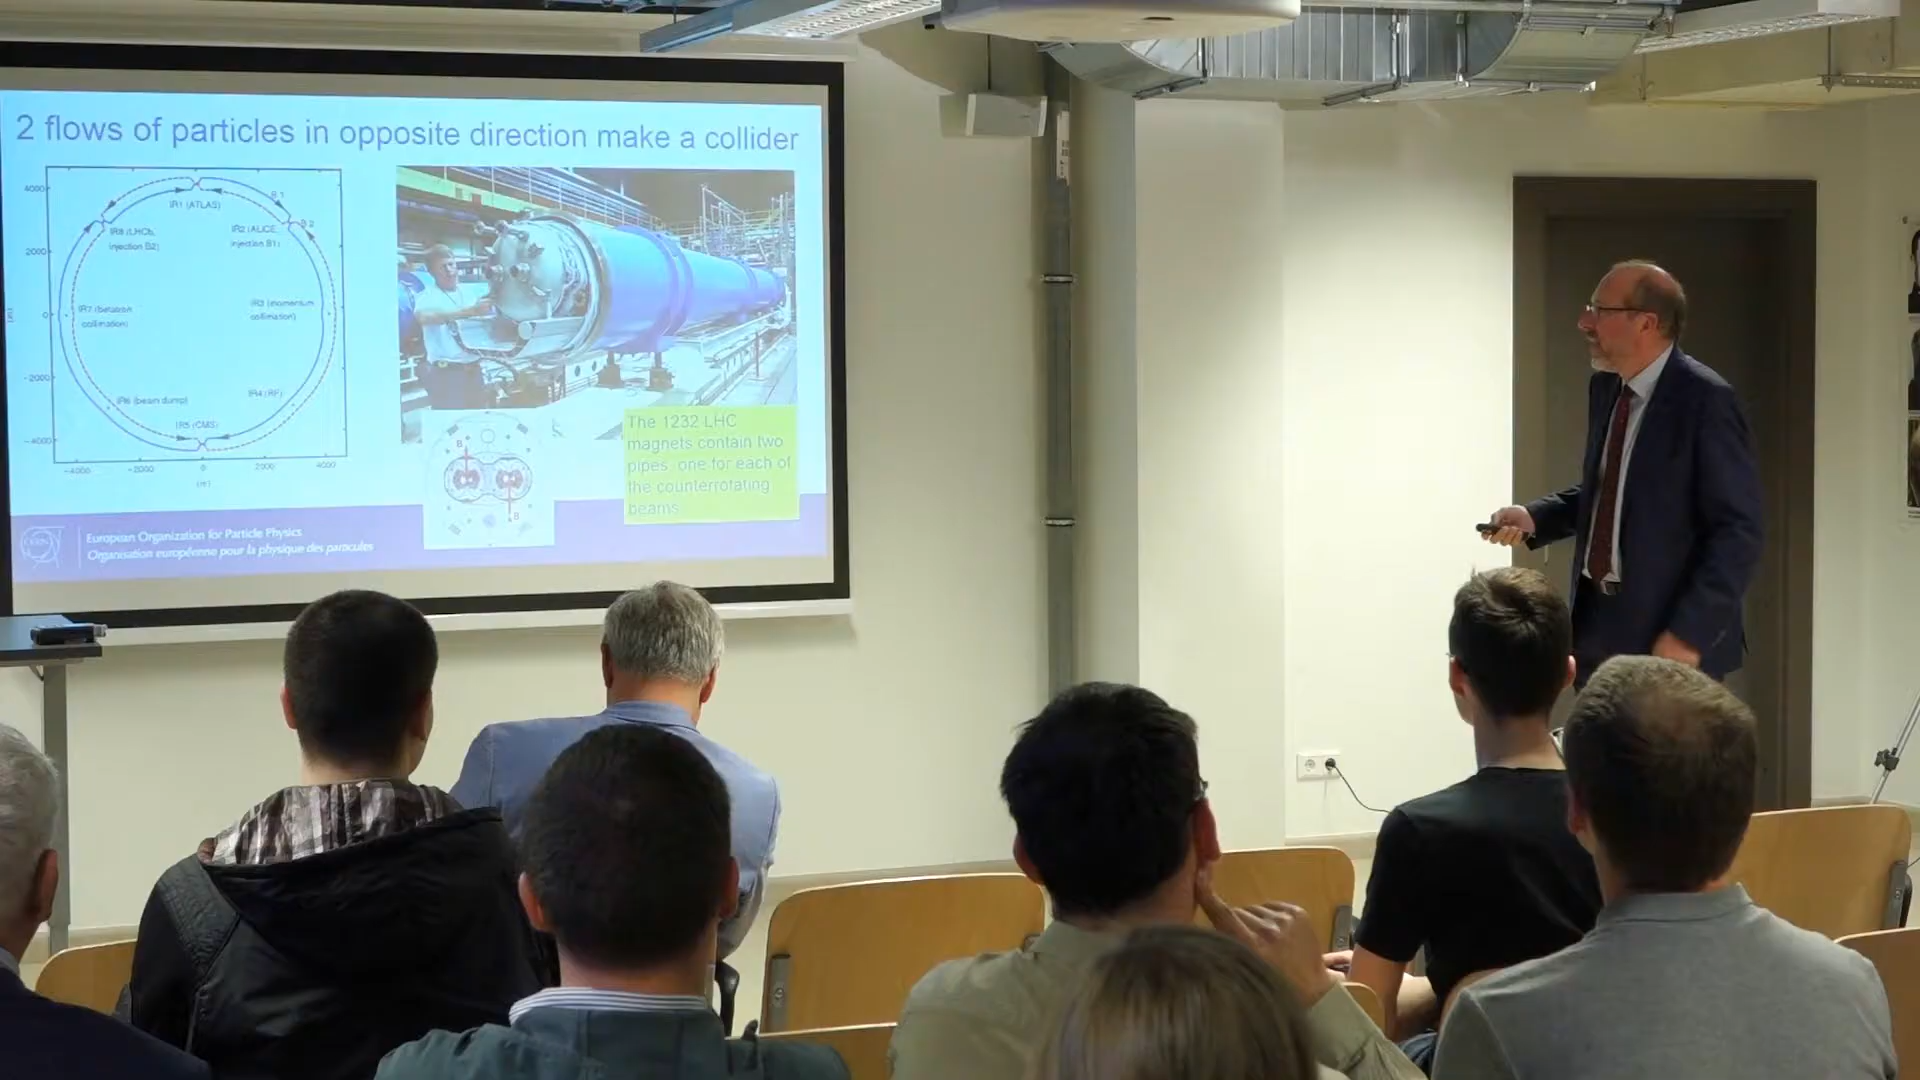 2 flows of particles in opposite direction make a collider
4000
2000
0
-2000
-4000
-4000
-2000
0
2000
4000
IR1 (ATLAS)
B 1
B 2
IR8 (LHCb,
injection B2)
IR2 (ALICE,
injection B1)
IR7 (betatron
collimation)
IR3 (momentum
collimation)
IR6 (beam dump)
IR4 (RF)
IR5 (CMS)
B
B
The 1232 LHC
magnets contain two
pipes, one for each of
the counterrotating
beams
CERN
European Organization for Particle Physics
Organisation européenne pour la physique des particules